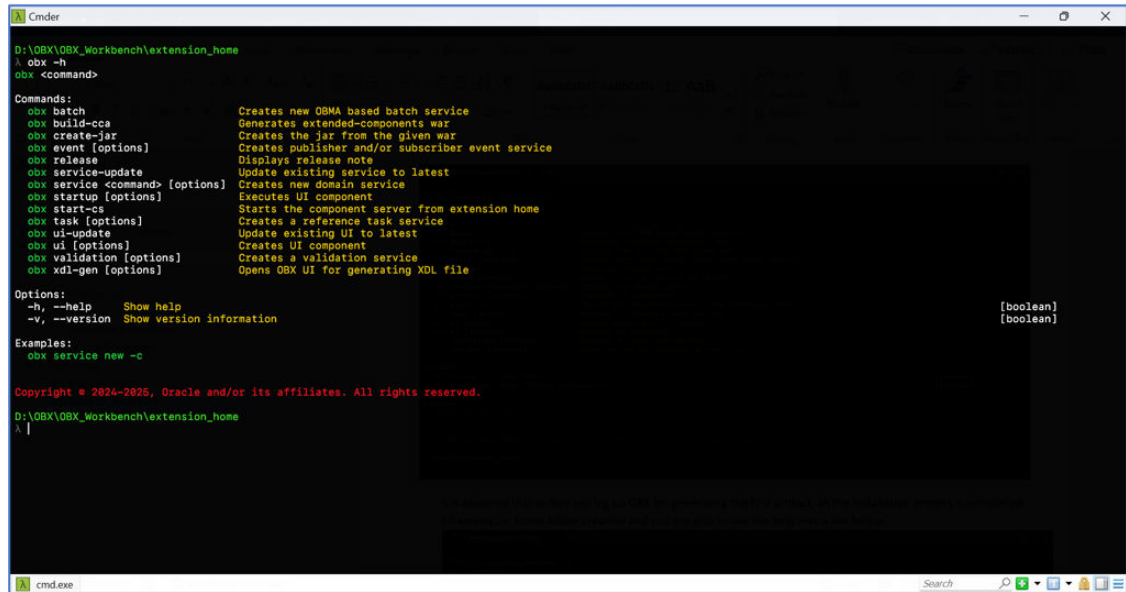 Cmder
D:\OBX\OBX_Workbench\extension_home
λ obx -h
obx <command>
Commands:
obx batch Creates new OBMA based batch service
obx build-cca Generates extended-components war
obx create-jar Creates the jar from the given war
obx event [options] Creates publisher and/or subscriber event service
obx release Displays release note
obx service-update Update existing service to latest
obx service <command> [options] Creates new domain service
obx startup [options] Executes UI component
obx start-cs Starts the component server from extension home
obx task [options] Creates a reference task service
obx ui-update Update existing UI to latest
obx ui [options] Creates UI component
obx validation [options] Creates a validation service
obx xdl-gen [options] Opens OBX UI for generating XDL file
Options:
-h, --help Show help [boolean]
-v, --version Show version information [boolean]
Examples:
obx service new -c
Copyright © 2024-2025, Oracle and/or its affiliates. All rights reserved.
D:\OBX\OBX_Workbench\extension_home
λ
cmd.exe Search